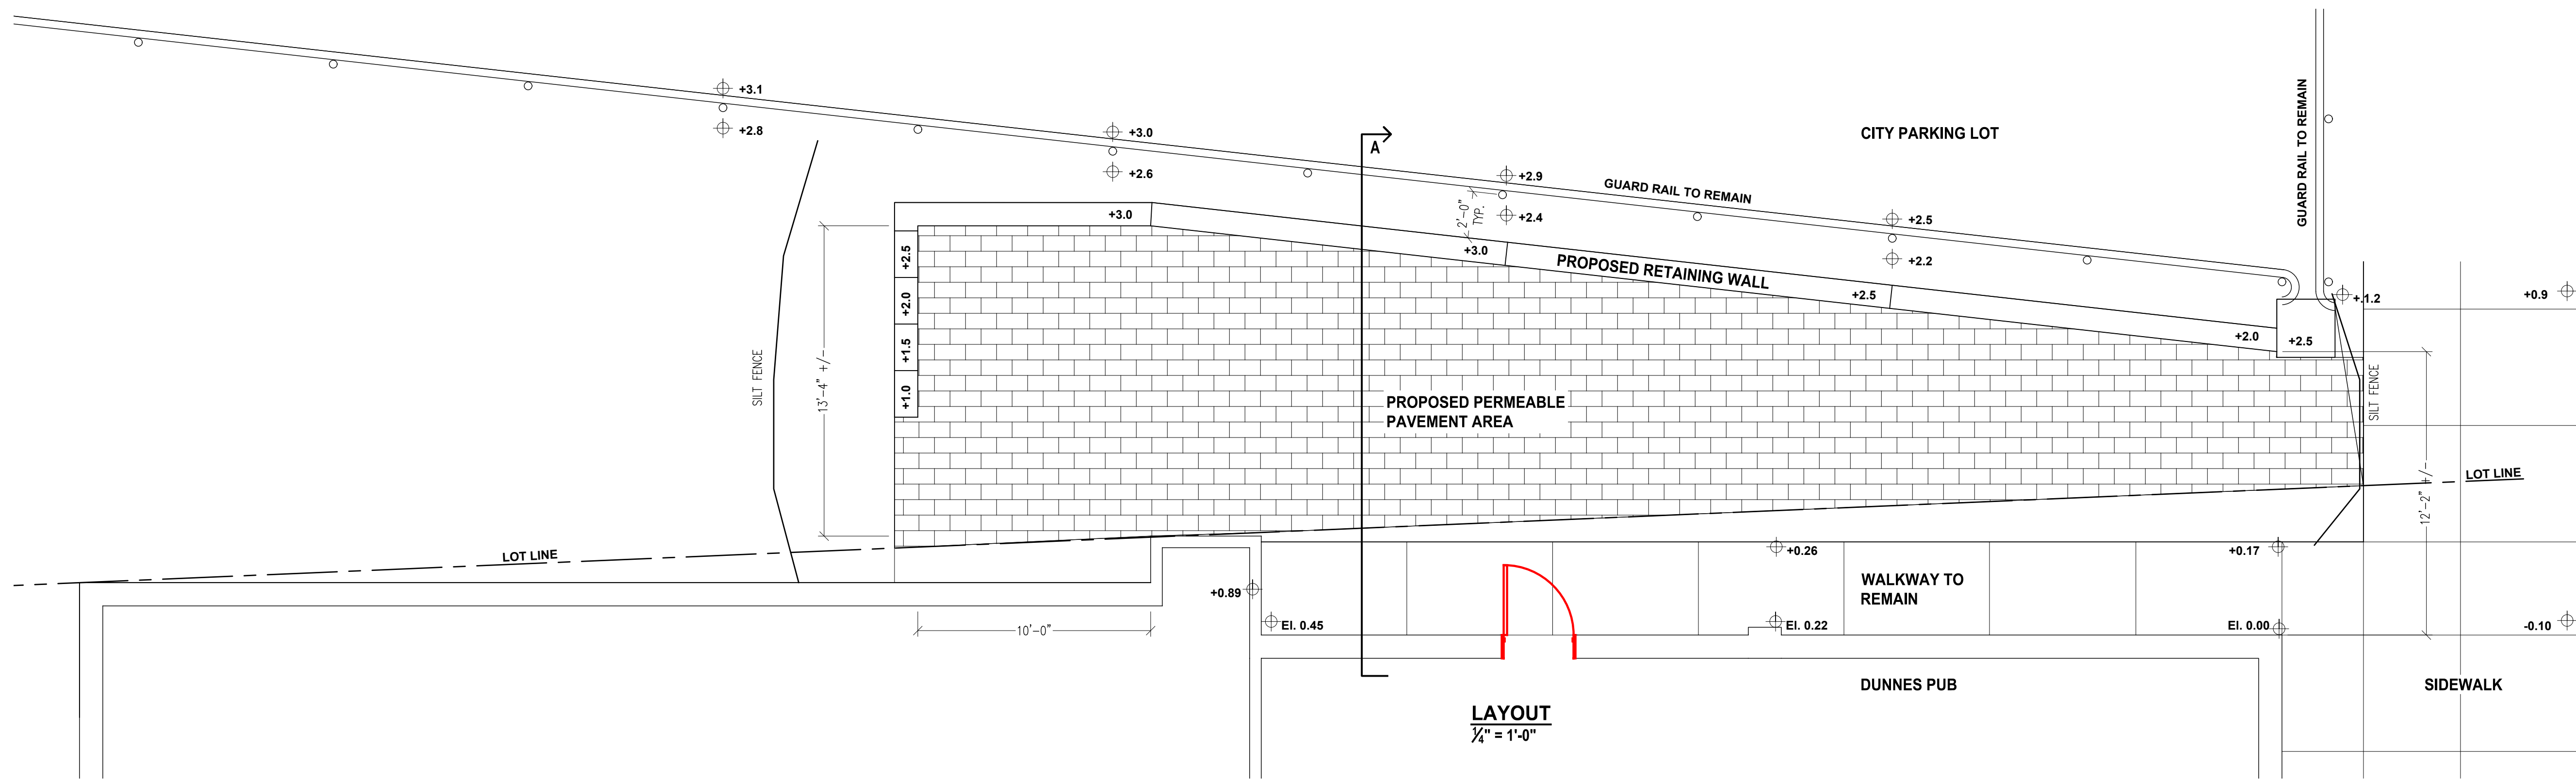 +3.1
+2.8
+3.0
+2.6
A
CITY PARKING LOT
GUARD RAIL TO REMAIN
+2.9
+2.4
GUARD RAIL TO REMAIN
2'-0"
TYP.
+2.5
+2.2
+3.0
+3.0
PROPOSED RETAINING WALL
+2.5
+2.0
+2.5
+.1.2
+0.9
+2.5
+2.0
+1.5
+1.0
13'-4" +/-
SILT FENCE
SILT FENCE
PROPOSED PERMEABLE
PAVEMENT AREA
12'-2" +/-
LOT LINE
LOT LINE
+0.26
+0.17
+0.89
WALKWAY TO
REMAIN
10'-0"
El. 0.45
El. 0.22
El. 0.00
-0.10
DUNNES PUB
SIDEWALK
LAYOUT
1/4" = 1'-0"